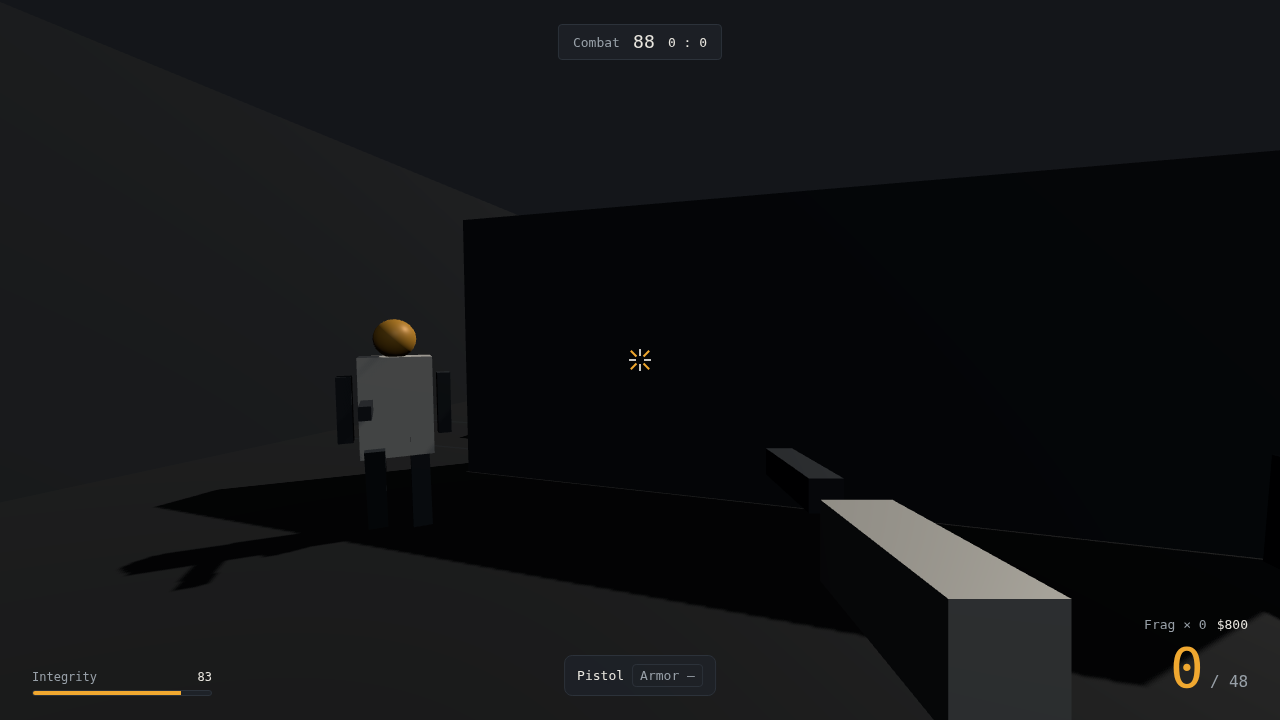 Combat 88 0 : 0
Frag × 0 $800
0 / 48
Integrity 83
Pistol Armor —